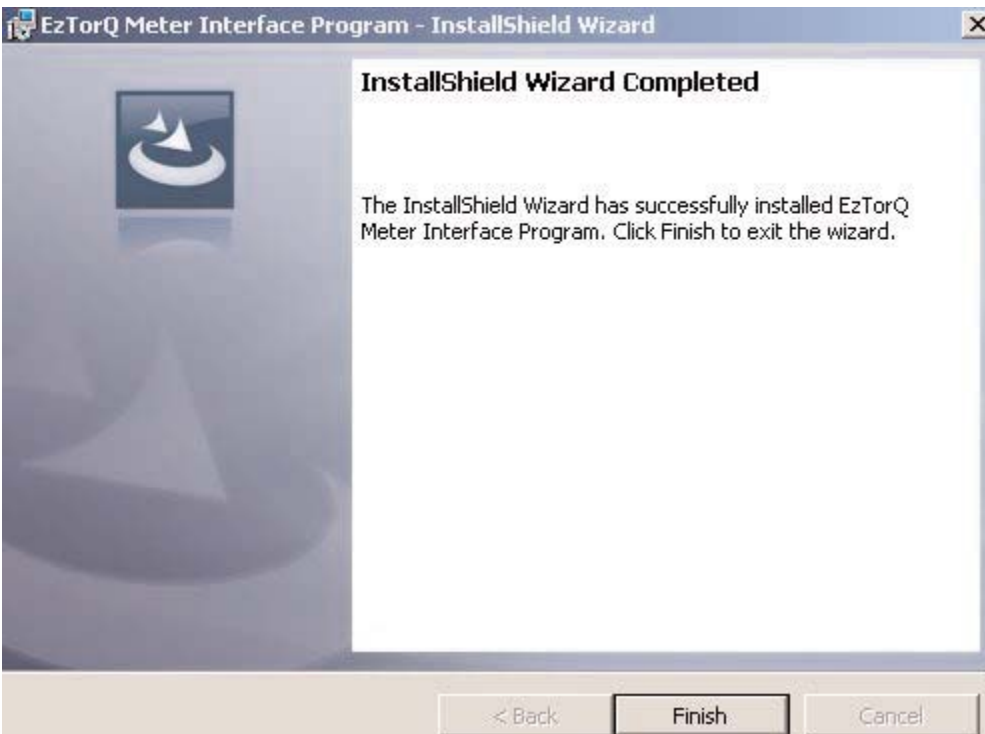 EzTorQ Meter Interface Program - InstallShield Wizard
InstallShield Wizard Completed
The InstallShield Wizard has successfully installed EzTorQ
Meter Interface Program. Click Finish to exit the wizard.
< Back
Finish
Cancel